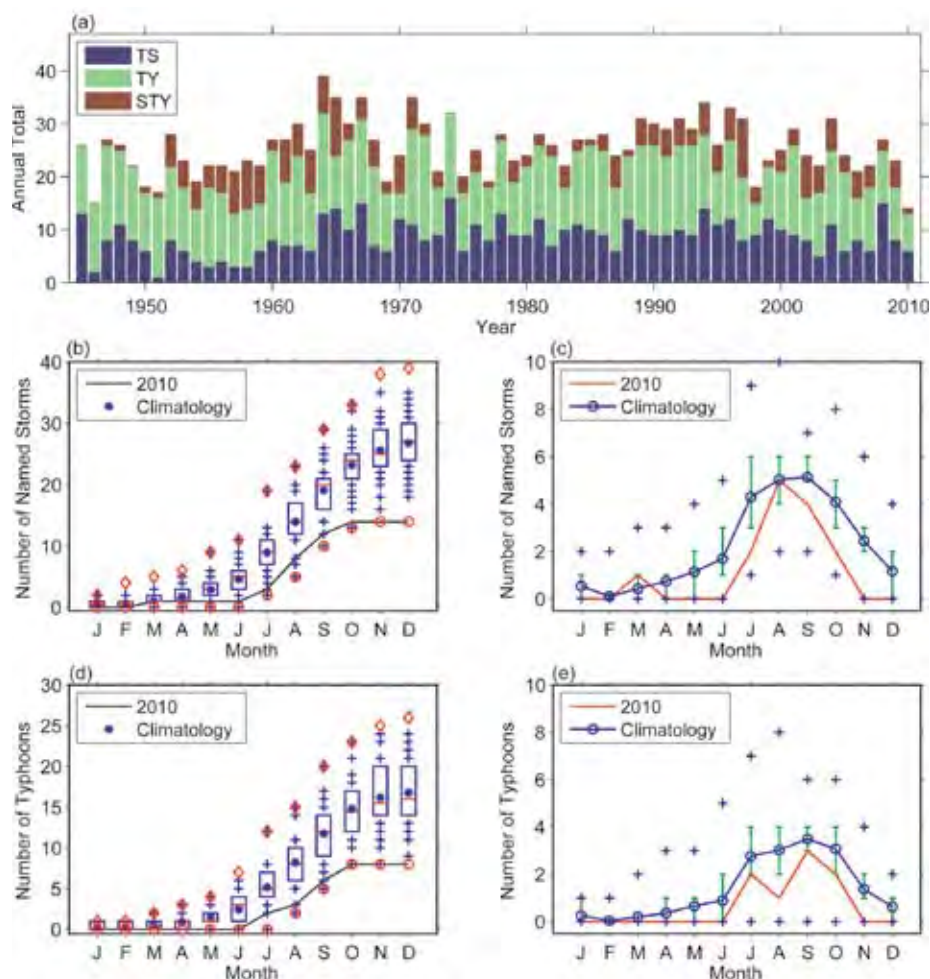 (a)
TS
TY
STY
Annual Total
40
30
20
10
0
1950 1960 1970 1980 1990 2000 2010
Year
(b)
2010
Climatology
Number of Named Storms
40
30
20
10
0
J F M A M J J A S O N D
Month
(c)
2010
Climatology
Number of Named Storms
10
8
6
4
2
0
J F M A M J J A S O N D
Month
(d)
2010
Climatology
Number of Typhoons
30
25
20
15
10
5
0
J F M A M J J A S O N D
Month
(e)
2010
Climatology
Number of Typhoons
10
8
6
4
2
0
J F M A M J J A S O N D
Month